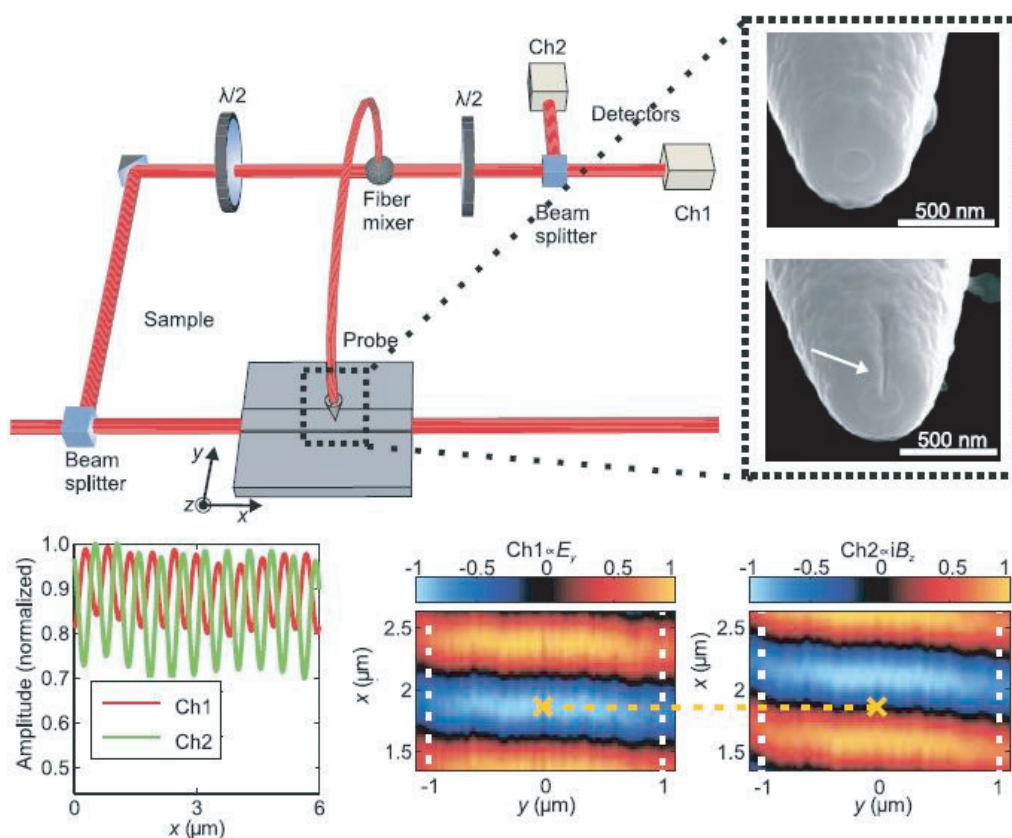 Ch2
λ/2
λ/2
Detectors
Fiber
mixer
Beam
splitter
Ch1
500 nm
Sample
Probe
500 nm
Beam
splitter
y
z
x
Amplitude (normalized)
1.0
0.9
0.8
0.7
0.6
0.5
Ch1
Ch2
0
3
6
x (µm)
Ch1∝E_y
-1
-0.5
0
0.5
1
x (µm)
2.5
2
1.5
-1
0
1
y (µm)
Ch2∝iB_z
-1
-0.5
0
0.5
1
x (µm)
2.5
2
1.5
-1
0
1
y (µm)